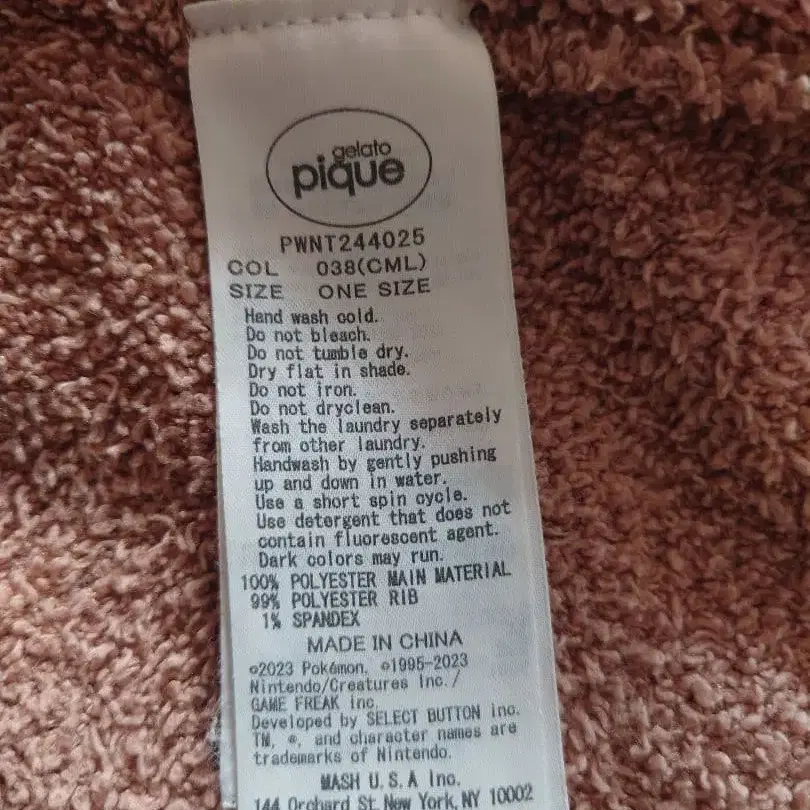 gelato
pique
PWNT244025
COL 038(CML)
SIZE ONE SIZE
Hand wash cold.
Do not bleach.
Do not tumble dry.
Dry flat in shade.
Do not iron.
Do not dryclean.
Wash the laundry separately
from other laundry.
Handwash by gently pushing
up and down in water.
Use a short spin cycle.
Use detergent that does not
contain fluorescent agent.
Dark colors may run.
100% POLYESTER MAIN MATERIAL
99% POLYESTER RIB
1% SPANDEX
MADE IN CHINA
©2023 Pokémon. ©1995-2023
Nintendo/Creatures Inc./
GAME FREAK inc.
Developed by SELECT BUTTON inc.
TM, ®, and character names are
trademarks of Nintendo.
MASH U.S.A Inc.
144 Orchard St. New York, NY 10002